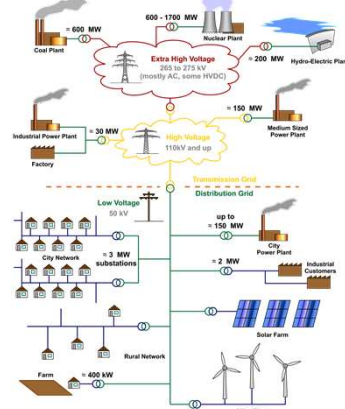 ≈ 600 MW
Coal Plant
600 - 1700 MW
Nuclear Plant
Extra High Voltage
265 to 275 kV
(mostly AC, some HVDC)
≈ 200 MW
Hydro-Electric Plant
≈ 150 MW
Industrial Power Plant
≈ 30 MW
Factory
High Voltage
110kV and up
Medium Sized
Power Plant
Transmission Grid
Distribution Grid
Low Voltage
50 kV
City Network
≈ 3 MW
substations
up to
≈ 150 MW
City
Power Plant
≈ 2 MW
Industrial
Customers
Solar Farm
Rural Network
Farm
≈ 400 kW